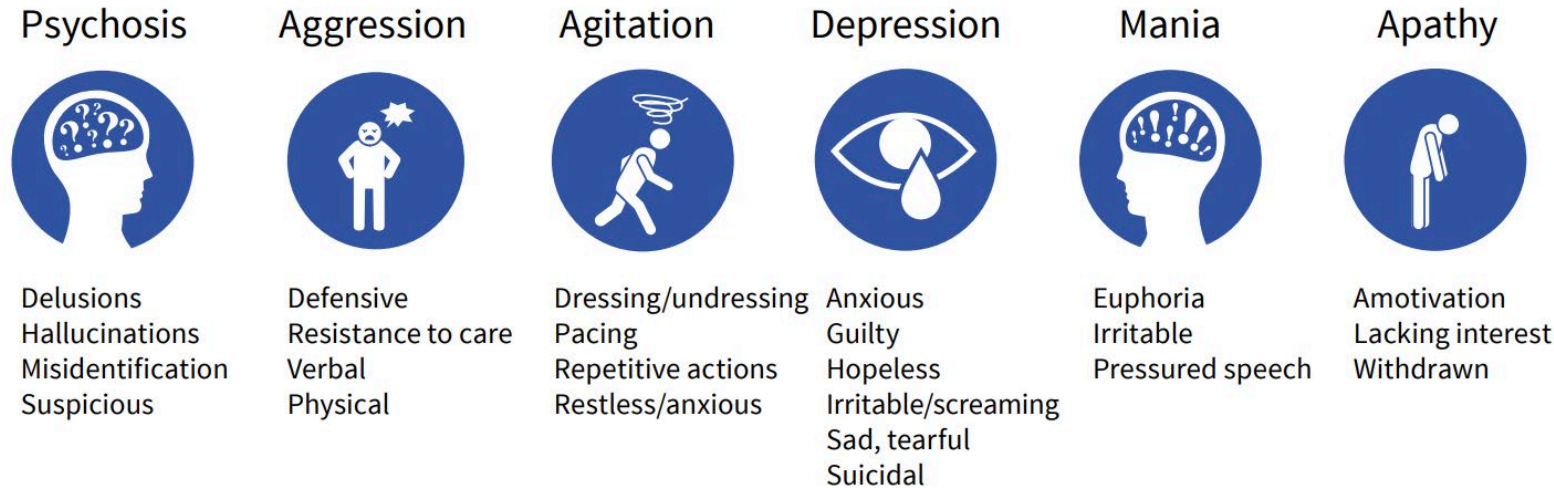 Psychosis
Delusions
Hallucinations
Misidentification
Suspicious
Aggression
Defensive
Resistance to care
Verbal
Physical
Agitation
Dressing/undressing
Pacing
Repetitive actions
Restless/anxious
Depression
Anxious
Guilty
Hopeless
Irritable/screaming
Sad, tearful
Suicidal
Mania
Euphoria
Irritable
Pressured speech
Apathy
Amotivation
Lacking interest
Withdrawn